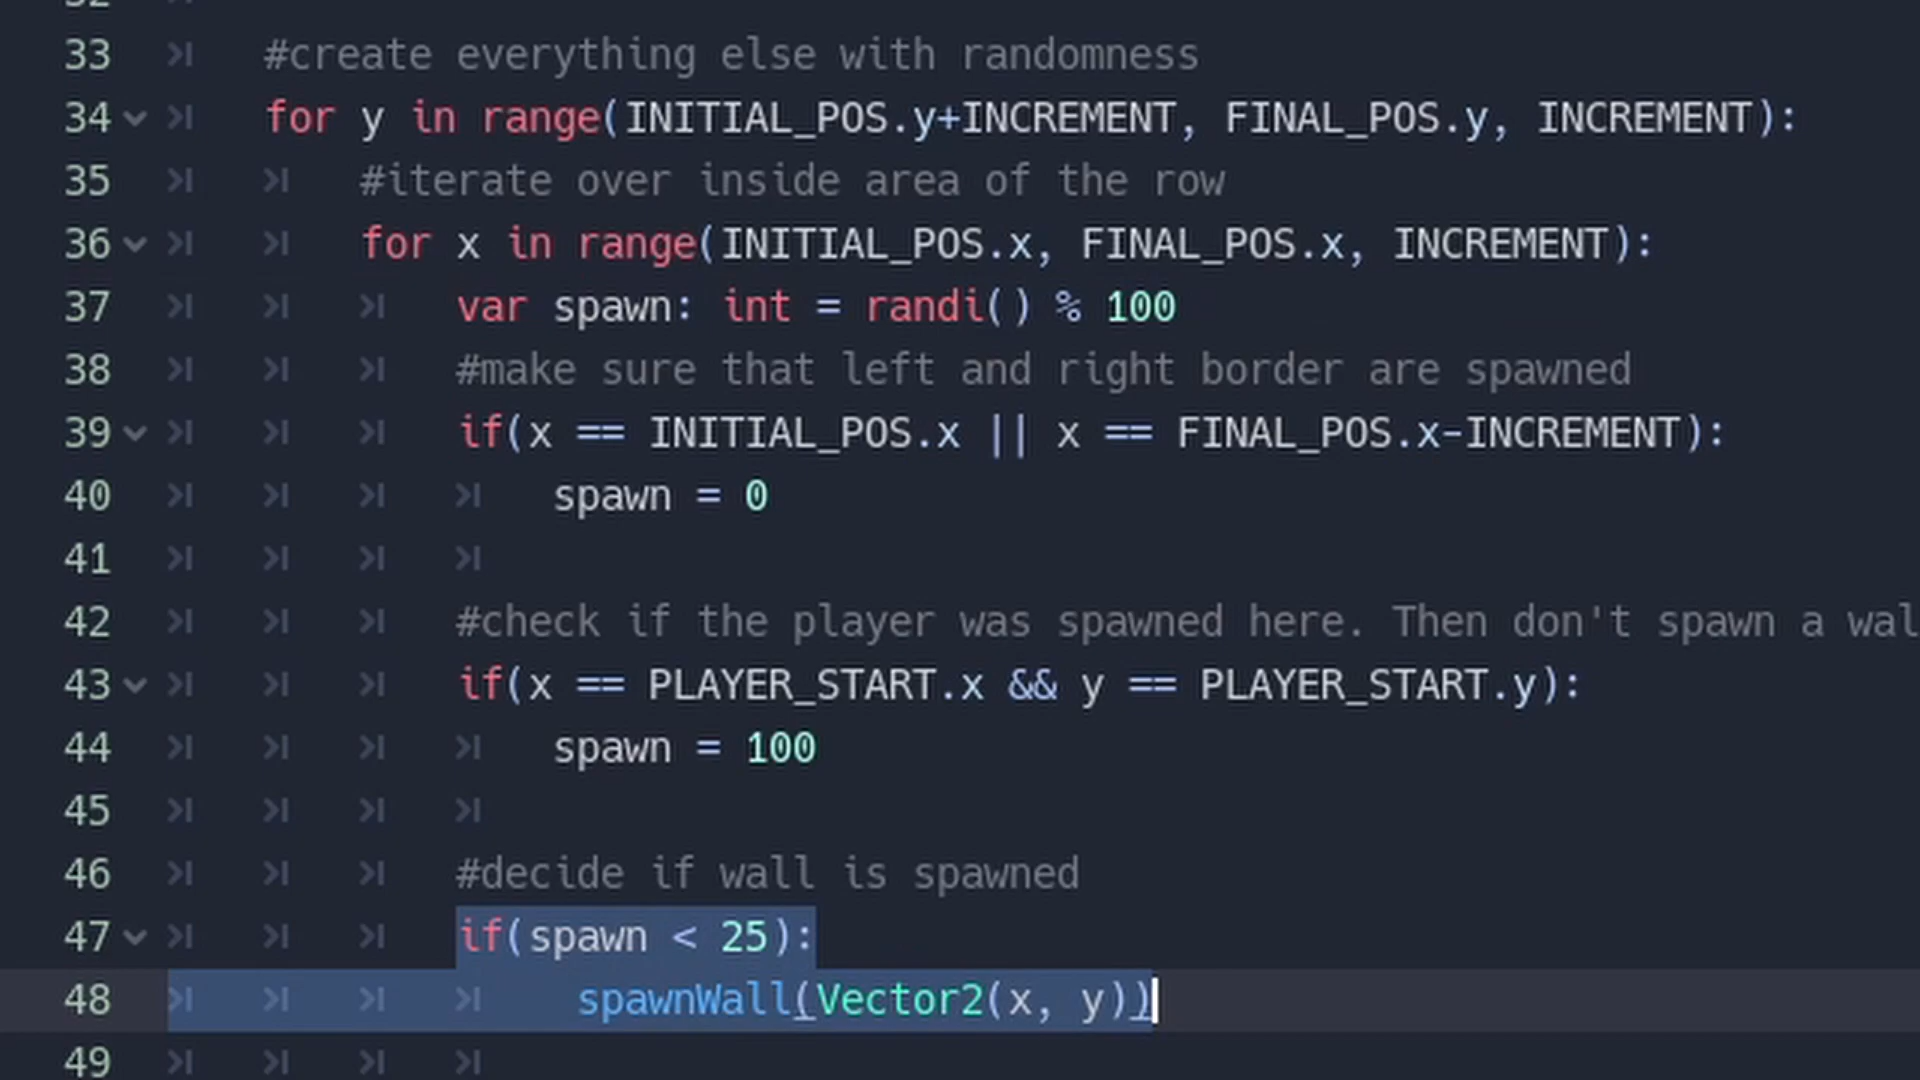 33 #create everything else with randomness
34 for y in range(INITIAL_POS.y+INCREMENT, FINAL_POS.y, INCREMENT):
35 #iterate over inside area of the row
36 for x in range(INITIAL_POS.x, FINAL_POS.x, INCREMENT):
37 var spawn: int = randi() % 100
38 #make sure that left and right border are spawned
39 if(x == INITIAL_POS.x || x == FINAL_POS.x-INCREMENT):
40 spawn = 0
41
42 #check if the player was spawned here. Then don't spawn a wal
43 if(x == PLAYER_START.x && y == PLAYER_START.y):
44 spawn = 100
45
46 #decide if wall is spawned
47 if(spawn < 25):
48 spawnWall(Vector2(x, y))
49